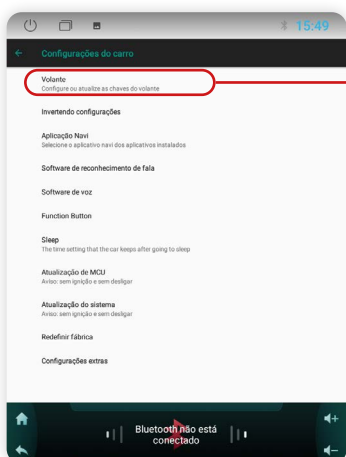 15:49
Configurações do carro
Volante
Configure ou atualize as chaves do volante
Invertendo configurações
Aplicação Navi
Selecione o aplicativo navi dos aplicativos instalados
Software de reconhecimento de fala
Software de voz
Function Button
Sleep
The time setting that the car keeps after going to sleep
Atualização de MCU
Aviso: sem ignição e sem desligar
Atualização do sistema
Aviso: sem ignição e sem desligar
Redefinir fábrica
Configurações extras
Bluetooth não está
conectado